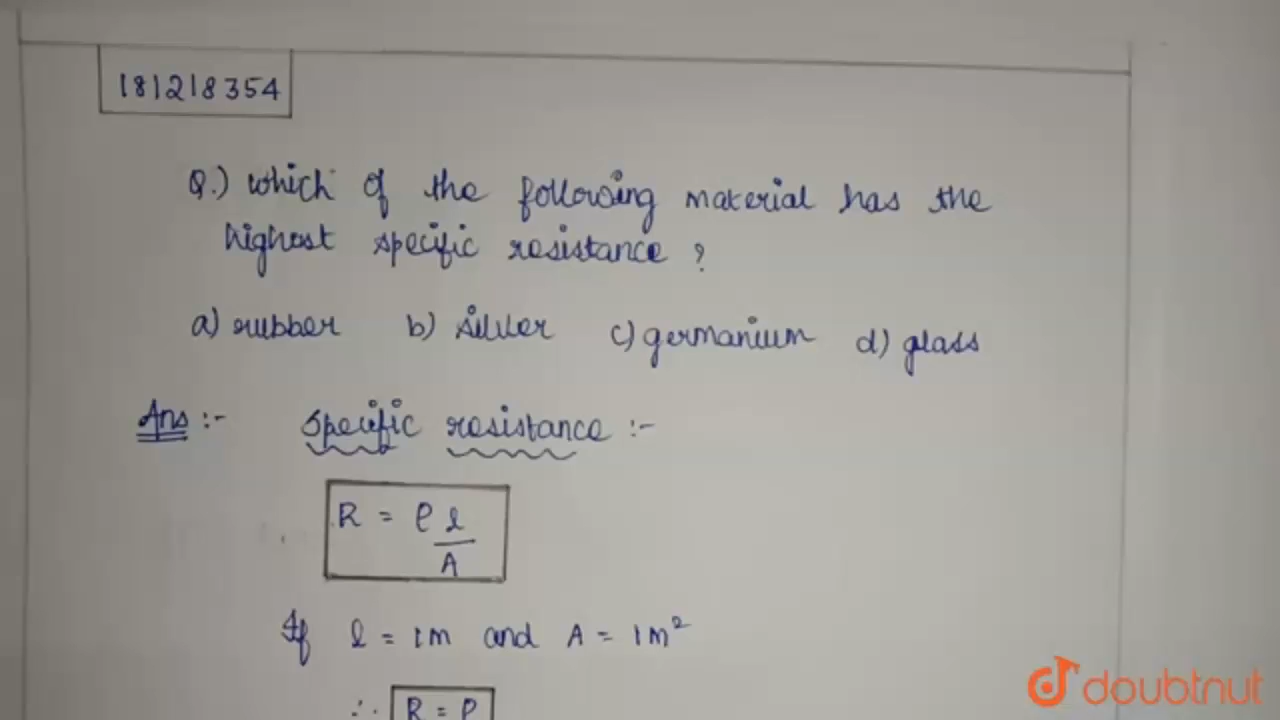 181218354
Q.) which of the following material has the
highest specific resistance ?
a) rubber b) silver c) germanium d) glass
Ans :- Specific resistance :-
R = ρ l
A
If l = 1m and A = 1m²
∴ R = ρ
doubtnut